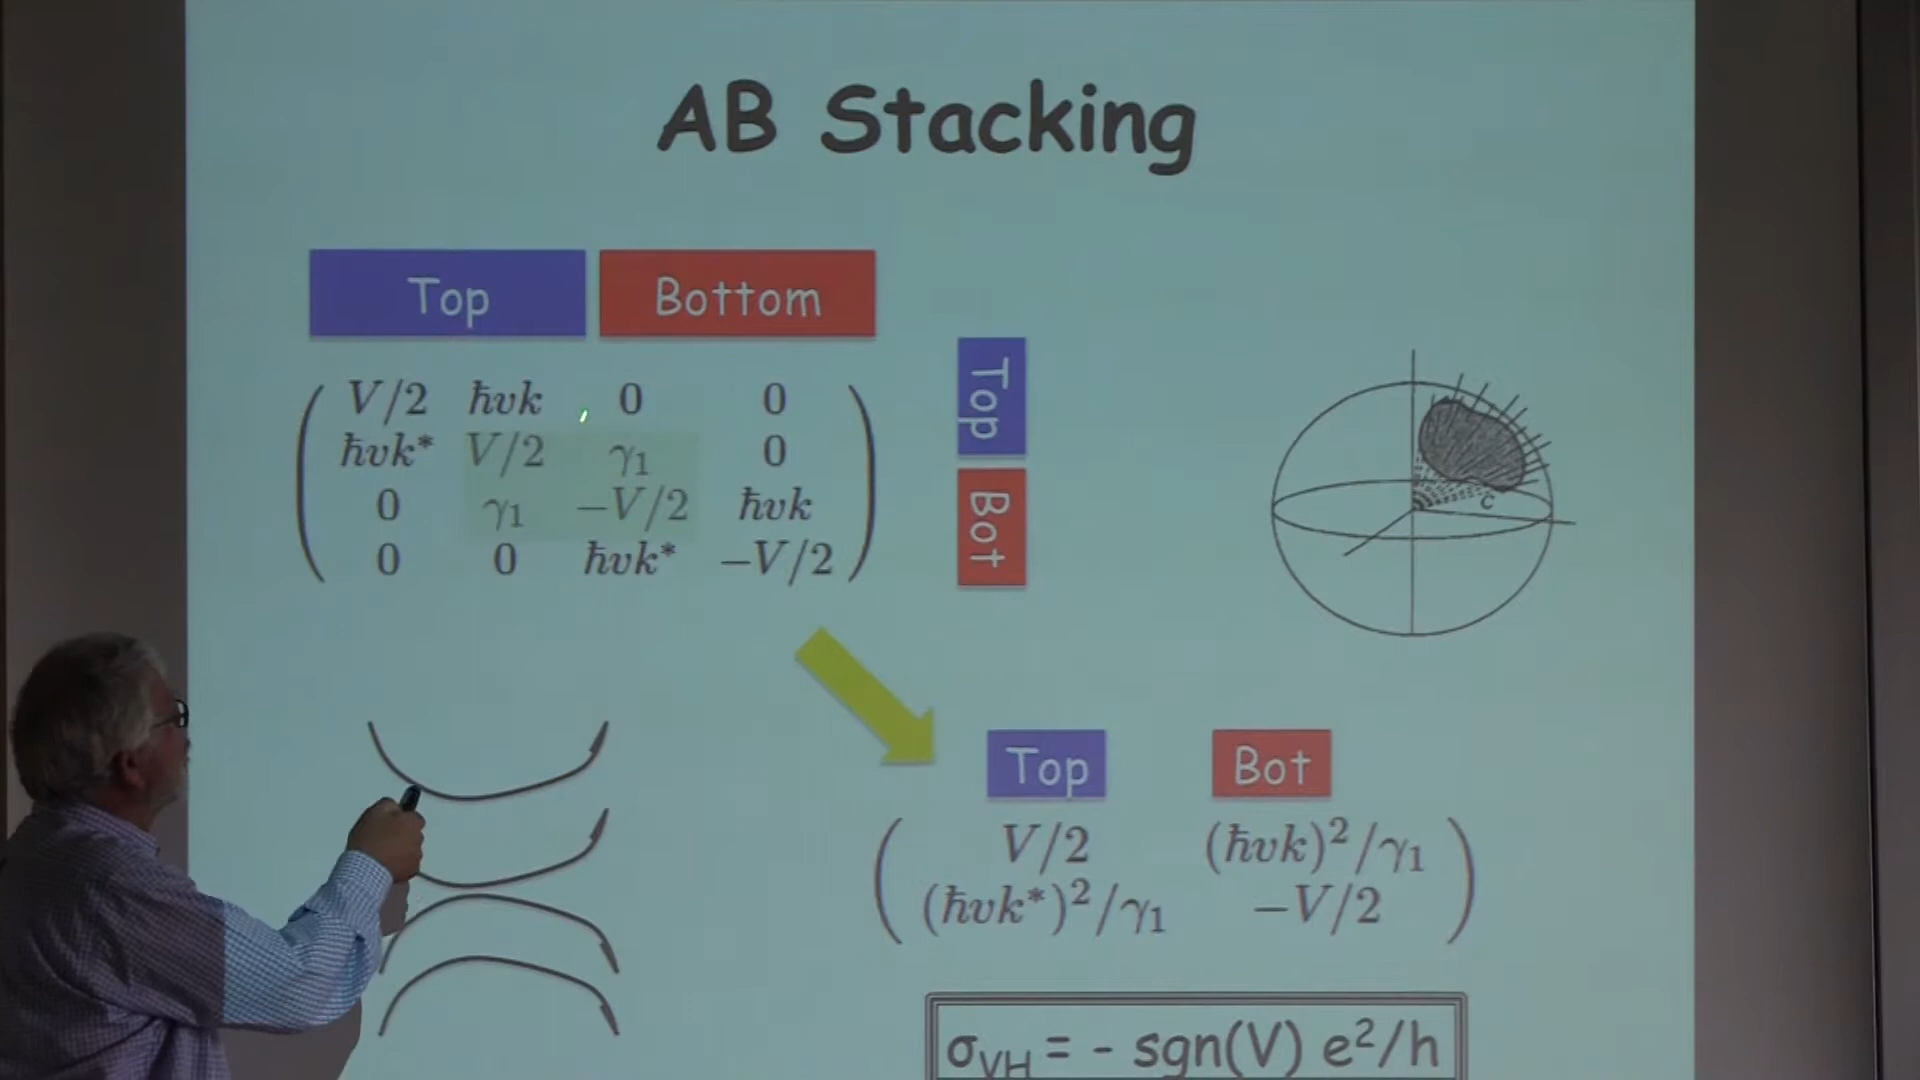 AB Stacking
Top Bottom
V/2 ħvk 0 0
ħvk* V/2 γ₁ 0
0 γ₁ −V/2 ħvk
0 0 ħvk* −V/2
Top
Bot
C
Top Bot
V/2 (ħvk)²/γ₁
(ħvk*)²/γ₁ −V/2
σ_VH = - sgn(V) e²/h